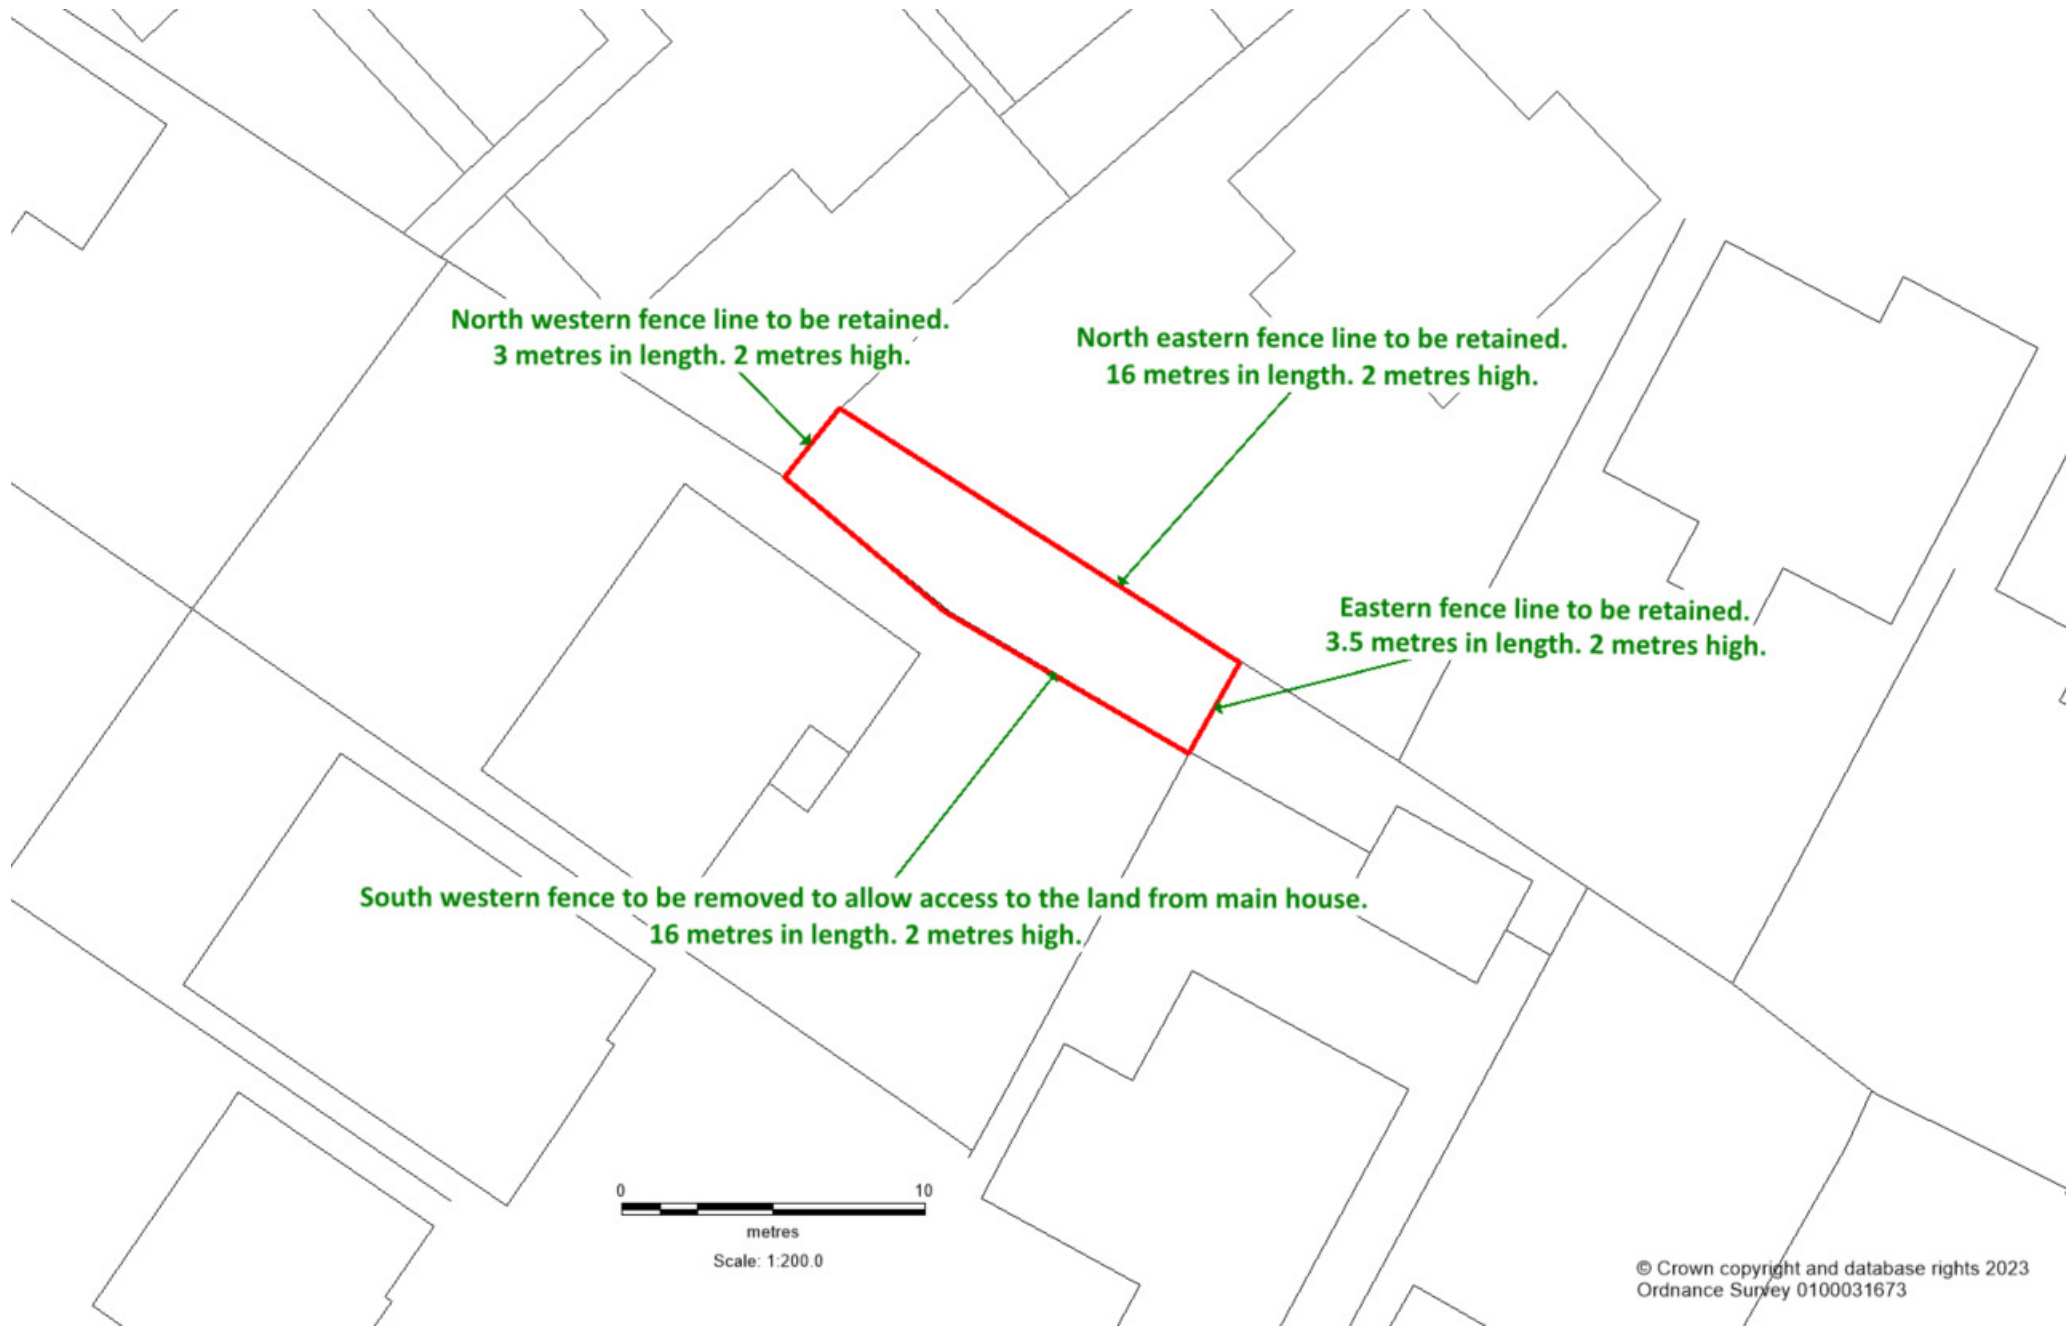 North western fence line to be retained.
3 metres in length. 2 metres high.
North eastern fence line to be retained.
16 metres in length. 2 metres high.
Eastern fence line to be retained.
3.5 metres in length. 2 metres high.
South western fence to be removed to allow access to the land from main house.
16 metres in length. 2 metres high.
0 10
metres
Scale: 1:200.0
© Crown copyright and database rights 2023
Ordnance Survey 0100031673